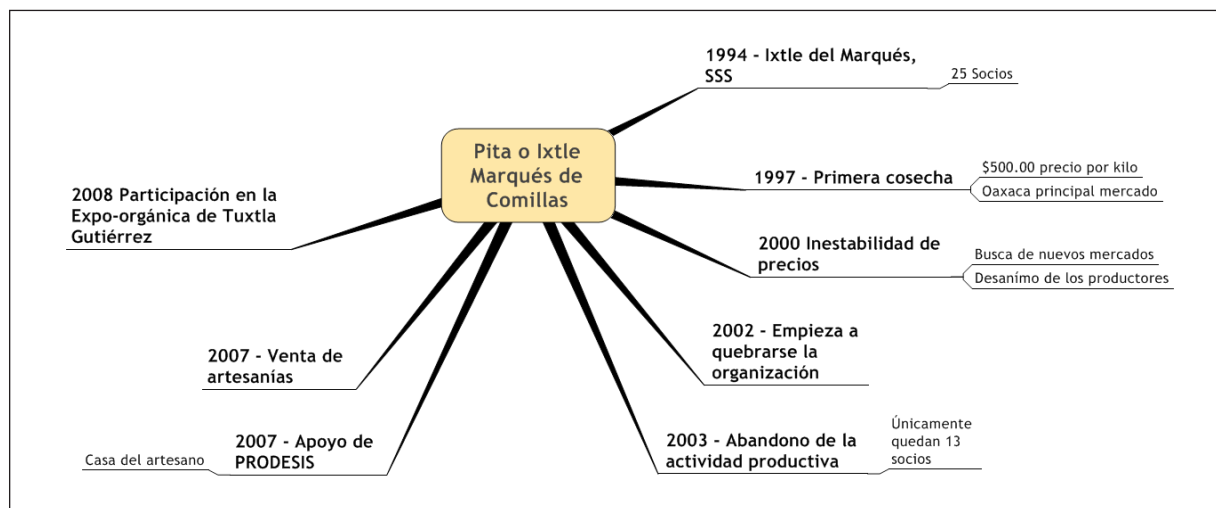 Pita o Ixtle
Marqués de
Comillas
1994 - Ixtle del Marqués,
SSS
25 Socios
1997 - Primera cosecha
$500.00 precio por kilo
Oaxaca principal mercado
2000 Inestabilidad de
precios
Busca de nuevos mercados
Desanímo de los productores
2002 - Empieza a
quebrarse la
organización
2003 - Abandono de la
actividad productiva
Únicamente
quedan 13
socios
2007 - Apoyo de
PRODESIS
Casa del artesano
2007 - Venta de
artesanías
2008 Participación en la
Expo-orgánica de Tuxtla
Gutiérrez